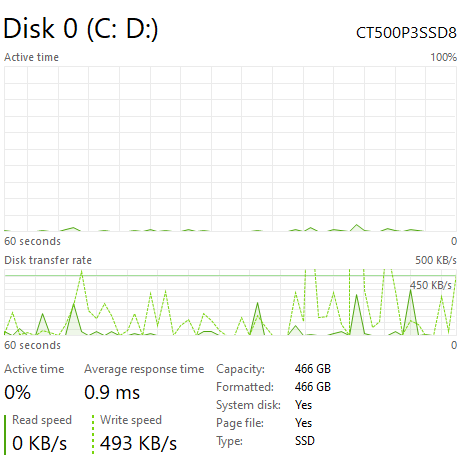 Disk 0 (C: D:) CT500P3SSD8
Active time 100%
60 seconds 0
Disk transfer rate 500 KB/s
450 KB/s
60 seconds 0
Active time Average response time Capacity: 466 GB
0% 0.9 ms Formatted: 466 GB
System disk: Yes
Read speed Write speed Page file: Yes
0 KB/s 493 KB/s Type: SSD